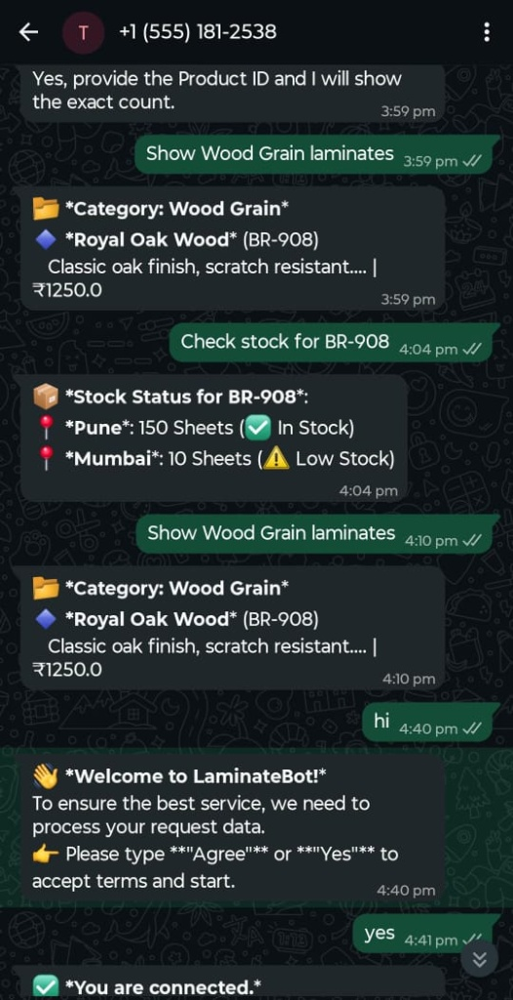 T +1 (555) 181-2538
Yes, provide the Product ID and I will show
the exact count.
3:59 pm
Show Wood Grain laminates 3:59 pm
📂 *Category: Wood Grain*
🔷 *Royal Oak Wood* (BR-908)
Classic oak finish, scratch resistant.... |
₹1250.0
3:59 pm
Check stock for BR-908 4:04 pm
📦 *Stock Status for BR-908*:
📍 *Pune*: 150 Sheets (✅ In Stock)
📍 *Mumbai*: 10 Sheets (⚠️ Low Stock)
4:04 pm
Show Wood Grain laminates 4:10 pm
📂 *Category: Wood Grain*
🔷 *Royal Oak Wood* (BR-908)
Classic oak finish, scratch resistant.... |
₹1250.0
4:10 pm
hi 4:40 pm
👋 *Welcome to LaminateBot!*
To ensure the best service, we need to
process your request data.
👉 Please type **"Agree"** or **"Yes"** to
accept terms and start.
4:40 pm
yes 4:41 pm
✅ *You are connected.*